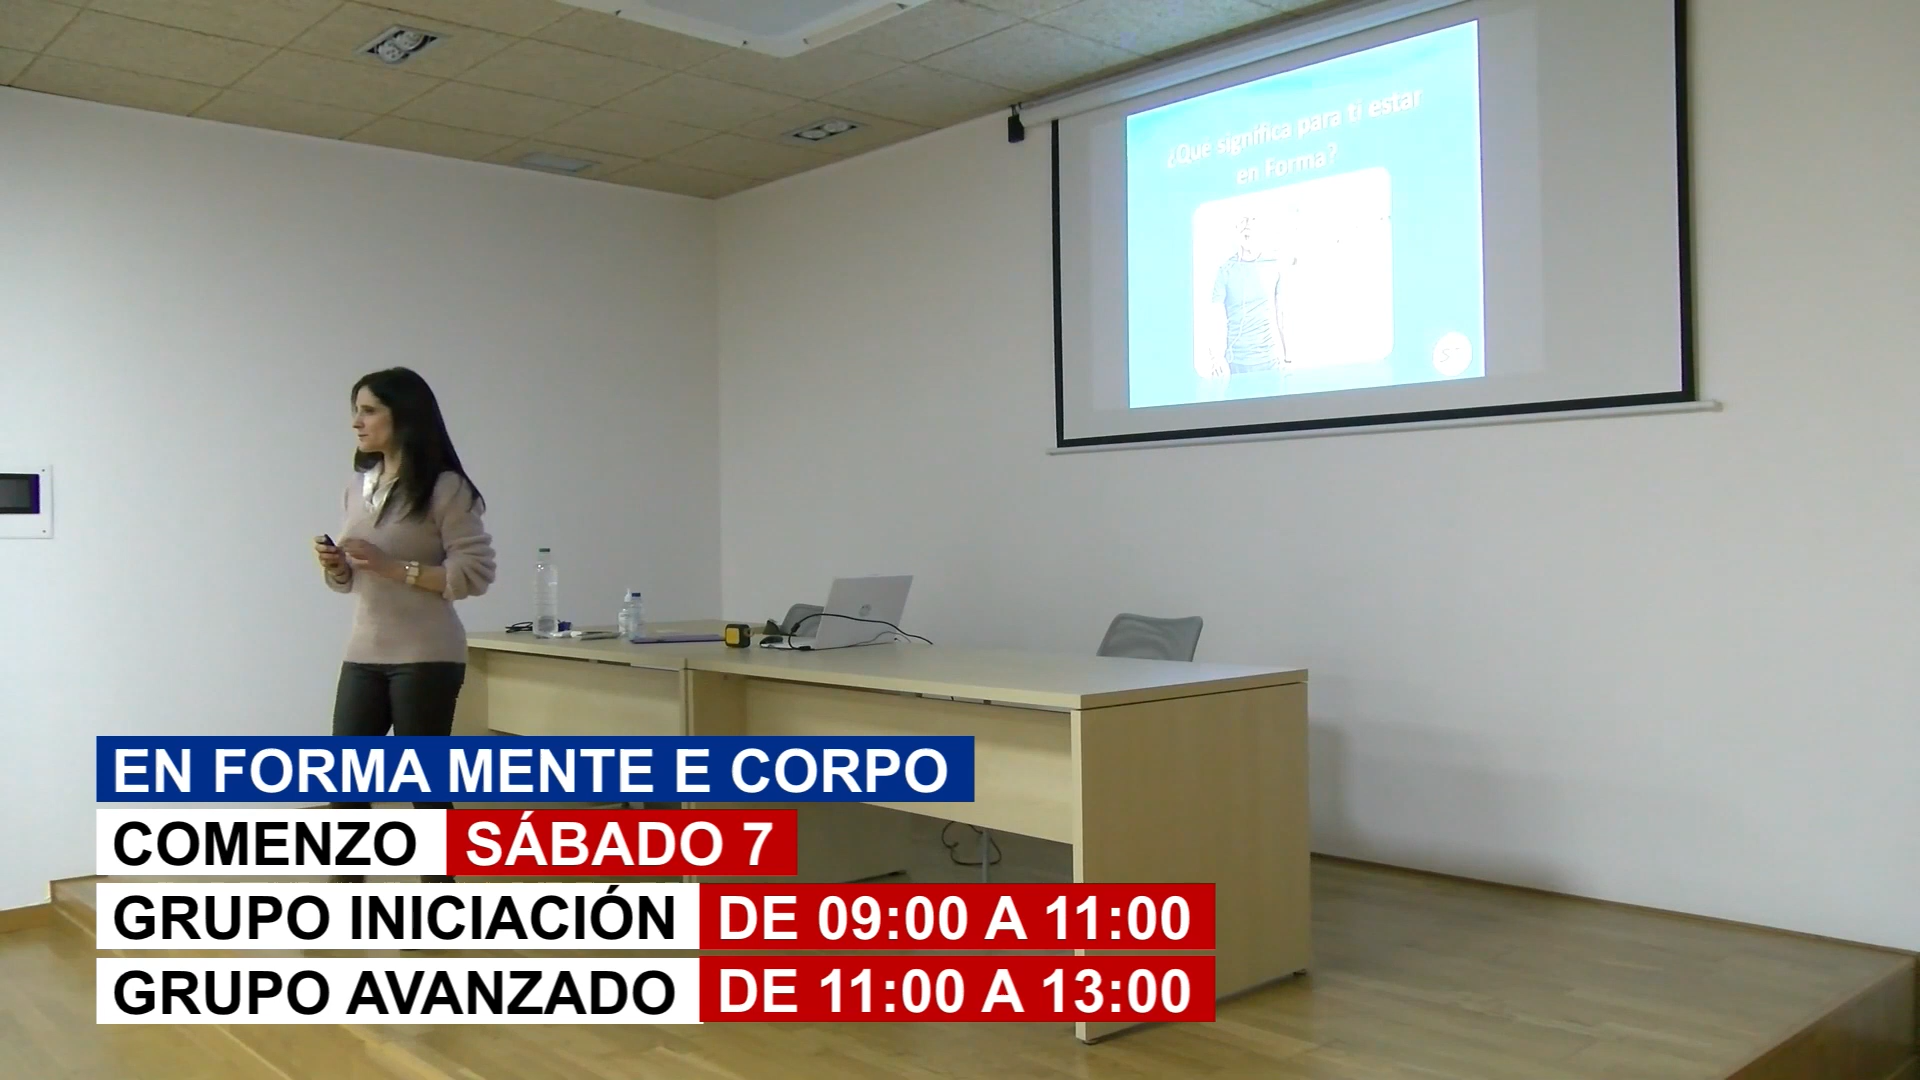 ¿Qué significa para ti estar
en Forma?
EN FORMA MENTE E CORPO
COMENZO SÁBADO 7
GRUPO INICIACIÓN DE 09:00 A 11:00
GRUPO AVANZADO DE 11:00 A 13:00